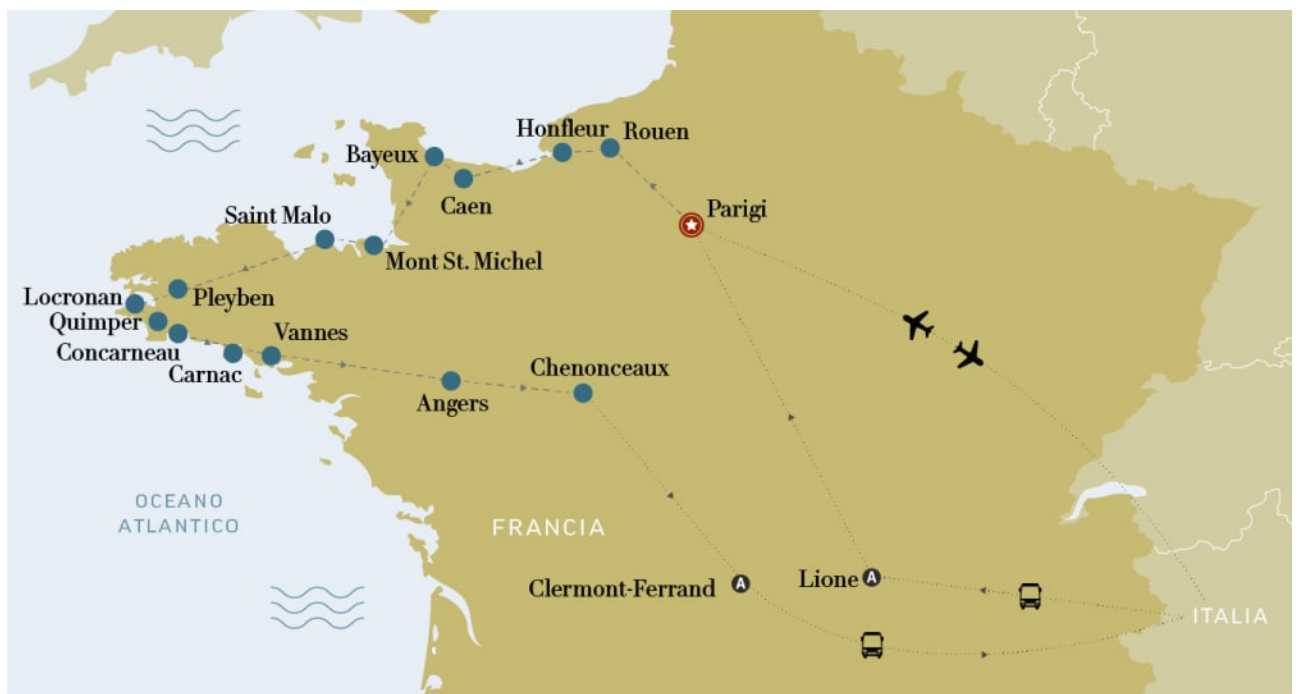 Honfleur
Rouen
Bayeux
Caen
Parigi
Saint Malo
Mont St. Michel
Locronan
Pleyben
Quimper
Vannes
Concarneau
Carnac
Chenonceaux
Angers
OCEANO
ATLANTICO
FRANCIA
Clermont-Ferrand
A
Lione
A
ITALIA